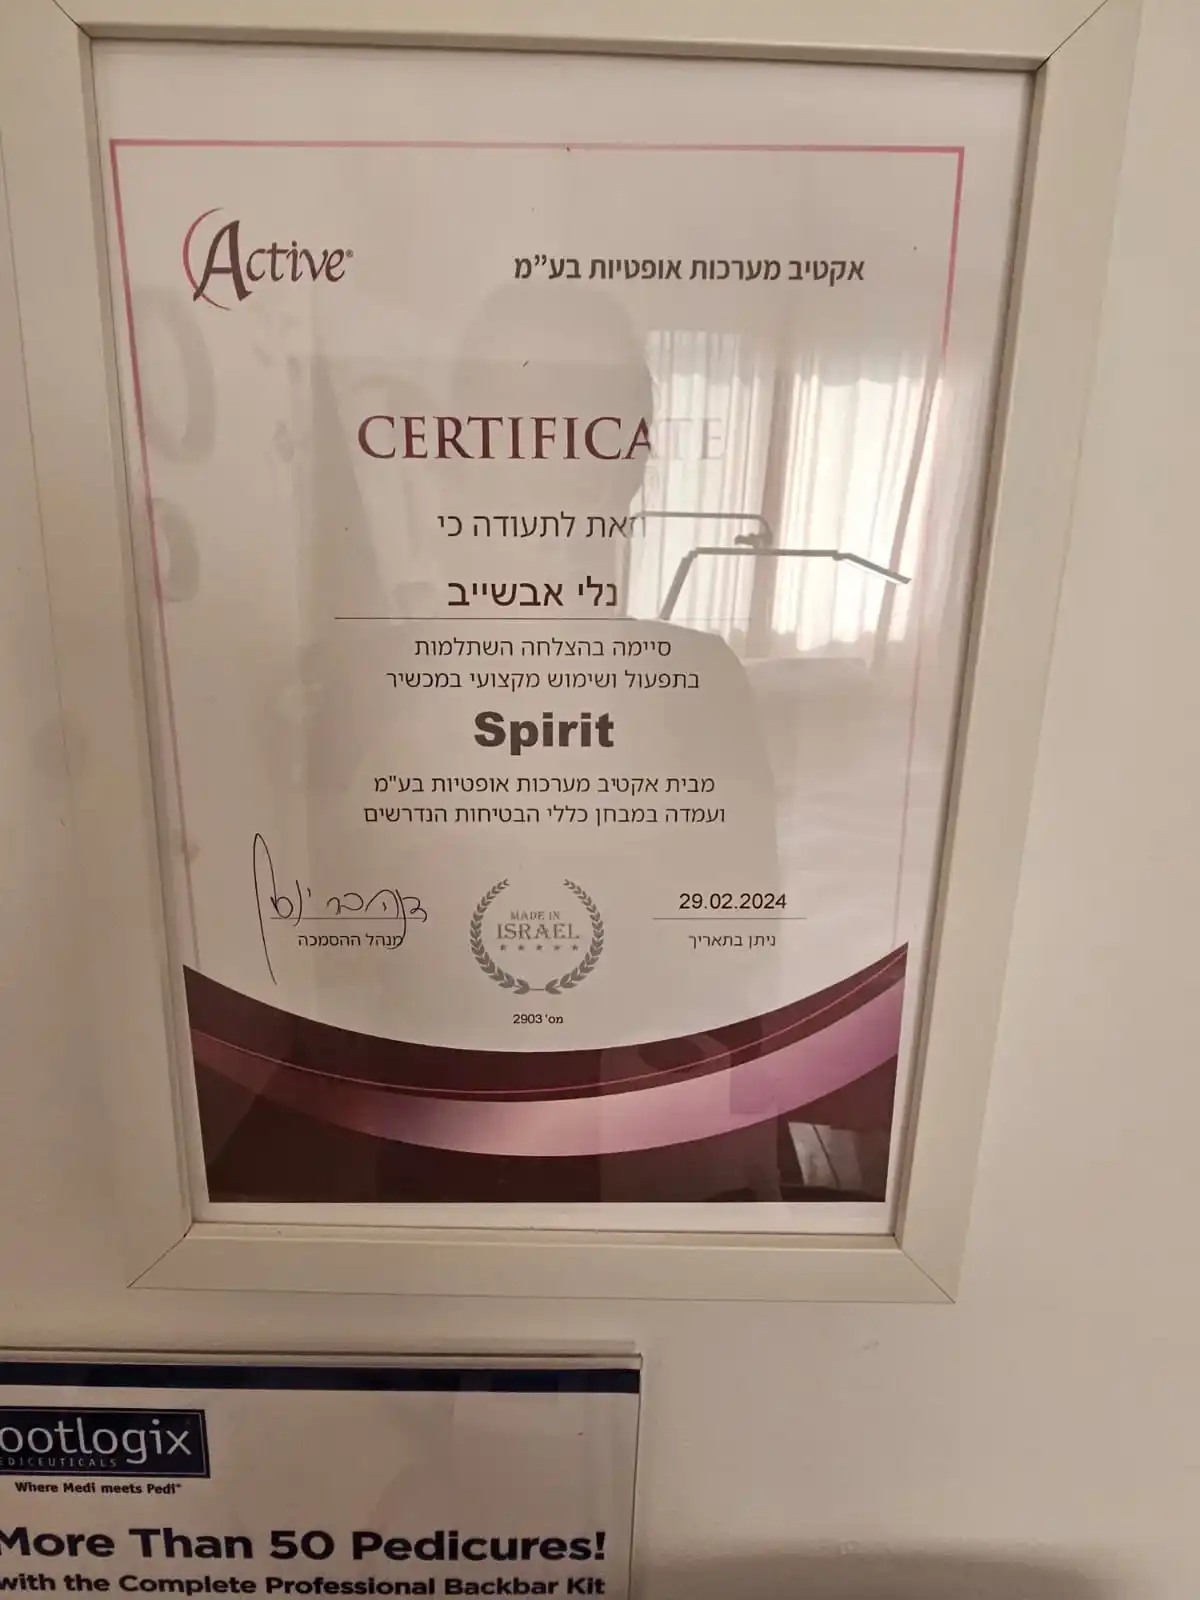 Active®
אקטיב מערכות אופטיות בע”מ
CERTIFICATE
זאת לתעודה כי
נלי אבשייב
סיימה בהצלחה השתלמות
בתפעול ושימוש מקצועי במכשיר
Spirit
מבית אקטיב מערכות אופטיות בע"מ
ועמדה במבחן כללי הבטיחות הנדרשים
29.02.2024
ניתן בתאריך
MADE IN
ISRAEL
מנהל ההסמכה
מס' 2903
ootlogix
EDICEUTICALS
Where Medi meets Pedi
More Than 50 Pedicures!
with the Complete Professional Backbar Kit